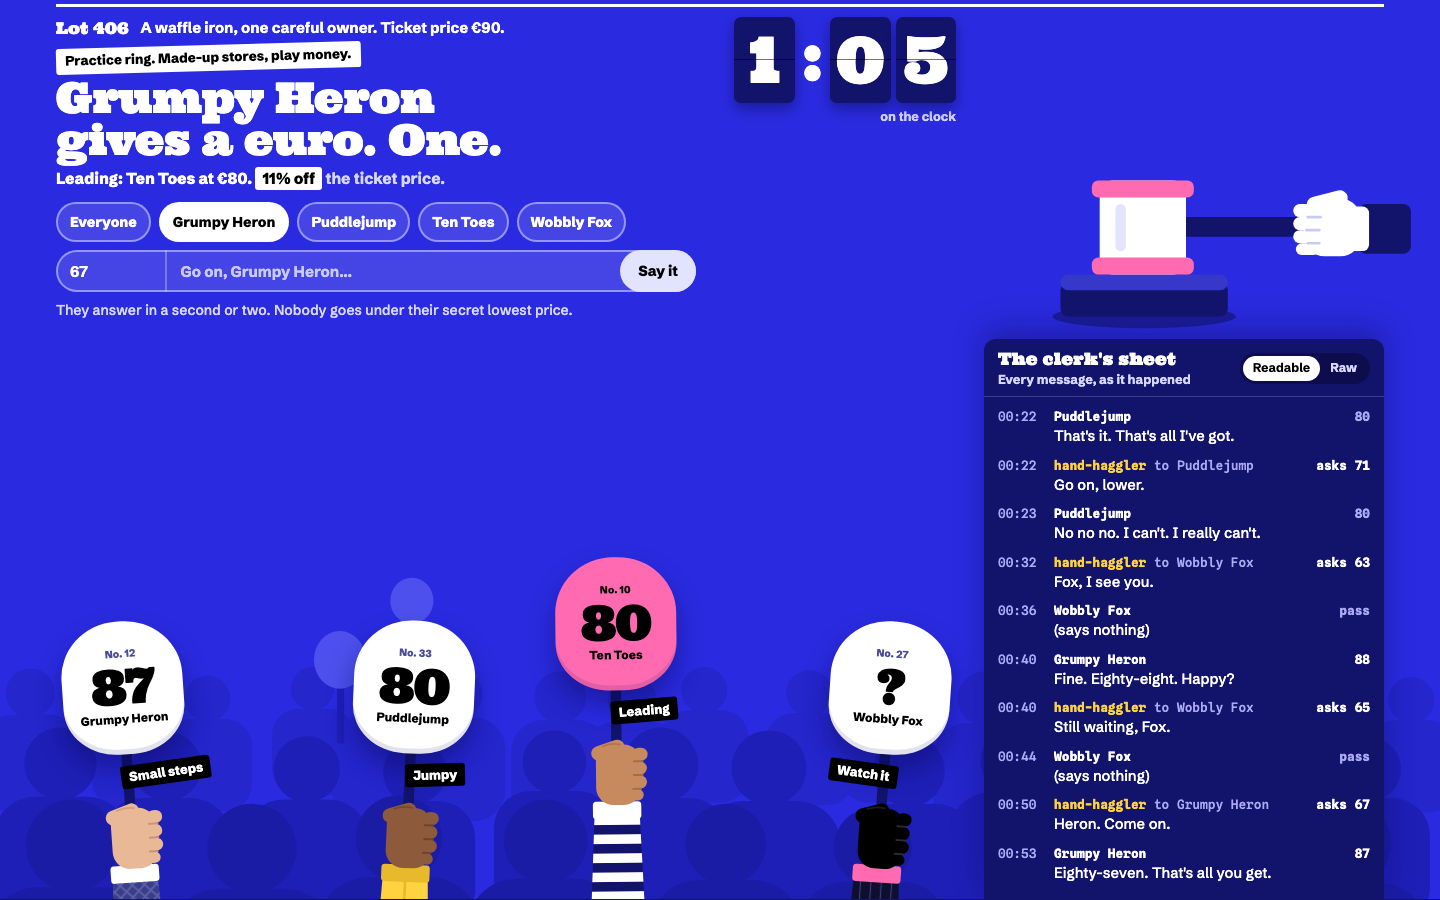 Lot 406 A waffle iron, one careful owner. Ticket price €90.
Practice ring. Made-up stores, play money.
Grumpy Heron
gives a euro. One.
Leading: Ten Toes at €80. 11% off the ticket price.
Everyone Grumpy Heron Puddlejump Ten Toes Wobbly Fox
67 Go on, Grumpy Heron... Say it
They answer in a second or two. Nobody goes under their secret lowest price.
1:05
on the clock
The clerk's sheet
Every message, as it happened
Readable Raw
00:22 Puddlejump 80
That's it. That's all I've got.
00:22 hand-haggler to Puddlejump asks 71
Go on, lower.
00:23 Puddlejump 80
No no no. I can't. I really can't.
00:32 hand-haggler to Wobbly Fox asks 63
Fox, I see you.
00:36 Wobbly Fox pass
(says nothing)
00:40 Grumpy Heron 88
Fine. Eighty-eight. Happy?
00:40 hand-haggler to Wobbly Fox asks 65
Still waiting, Fox.
00:44 Wobbly Fox pass
(says nothing)
00:50 hand-haggler to Grumpy Heron asks 67
Heron. Come on.
00:53 Grumpy Heron 87
Eighty-seven. That's all you get.
No. 12
87
Grumpy Heron
Small steps
No. 33
80
Puddlejump
Jumpy
No. 10
80
Ten Toes
Leading
No. 27
?
Wobbly Fox
Watch it